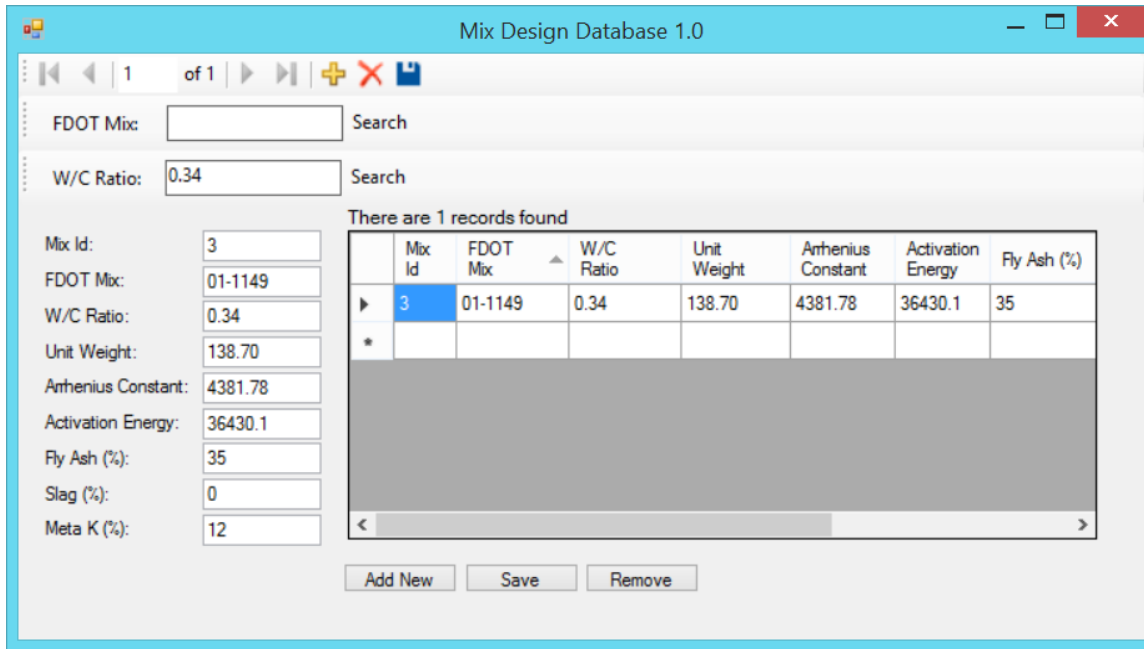 Mix Design Database 1.0
1 of 1
FDOT Mix: Search
W/C Ratio: 0.34 Search
There are 1 records found
Mix Id: 3
FDOT Mix: 01-1149
W/C Ratio: 0.34
Unit Weight: 138.70
Arrhenius Constant: 4381.78
Activation Energy: 36430.1
Fly Ash (%): 35
Slag (%): 0
Meta K (%): 12
Mix Id FDOT Mix W/C Ratio Unit Weight Arrhenius Constant Activation Energy Fly Ash (%)
3 01-1149 0.34 138.70 4381.78 36430.1 35
Add New Save Remove